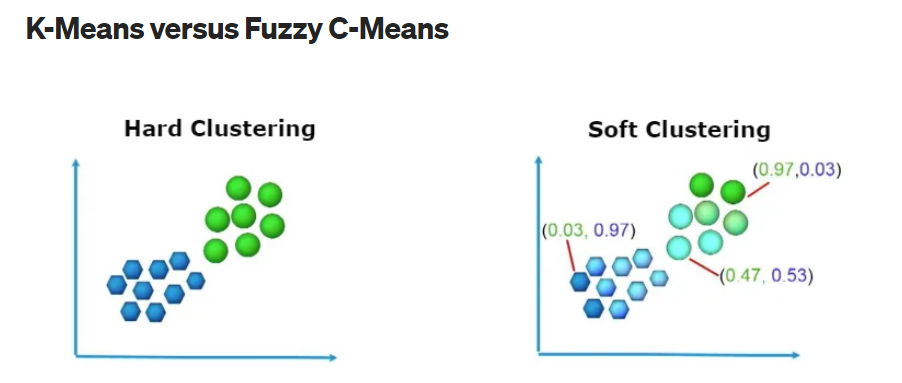 K-Means versus Fuzzy C-Means
Hard Clustering
Soft Clustering
(0.97,0.03)
(0.03, 0.97)
(0.47, 0.53)